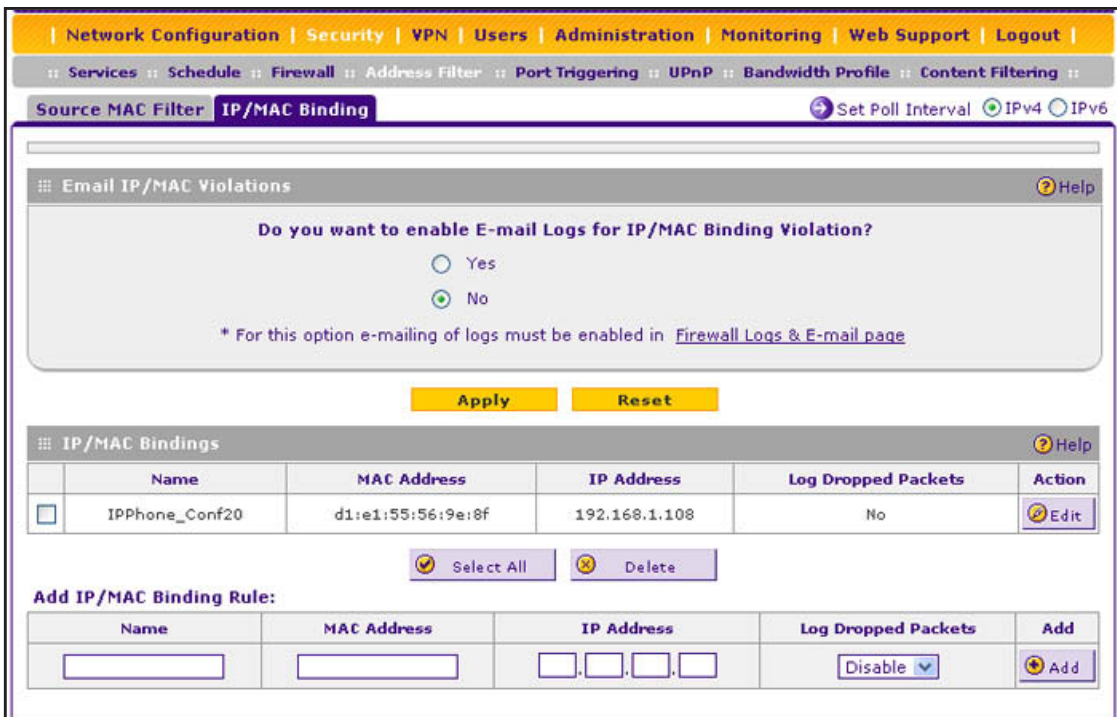 | Network Configuration | Security | VPN | Users | Administration | Monitoring | Web Support | Logout |
:: Services :: Schedule :: Firewall :: Address Filter :: Port Triggering :: UPnP :: Bandwidth Profile :: Content Filtering ::
Source MAC Filter IP/MAC Binding Set Poll Interval IPv4 IPv6
Email IP/MAC Violations Help
Do you want to enable E-mail Logs for IP/MAC Binding Violation?
Yes
No
* For this option e-mailing of logs must be enabled in Firewall Logs & E-mail page
Apply Reset
IP/MAC Bindings Help
Name MAC Address IP Address Log Dropped Packets Action
IPPhone_Conf20 d1:e1:55:56:9e:8f 192.168.1.108 No Edit
Select All Delete
Add IP/MAC Binding Rule:
Name MAC Address IP Address Log Dropped Packets Add
. . . Disable Add